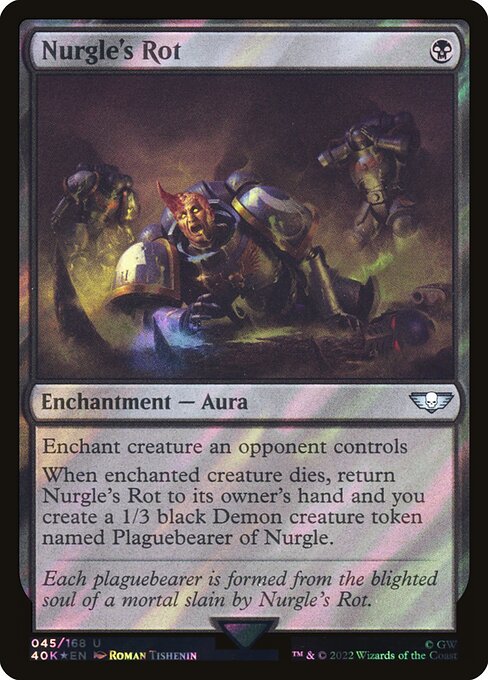 Nurgle's Rot
Enchantment — Aura
Enchant creature an opponent controls
When enchanted creature dies, return
Nurgle's Rot to its owner's hand and you
create a 1/3 black Demon creature token
named Plaguebearer of Nurgle.
Each plaguebearer is formed from the blighted
soul of a mortal slain by Nurgle's Rot.
045/168 U
40K★EN Roman Tishenin
© GW
™ & © 2022 Wizards of the Coast